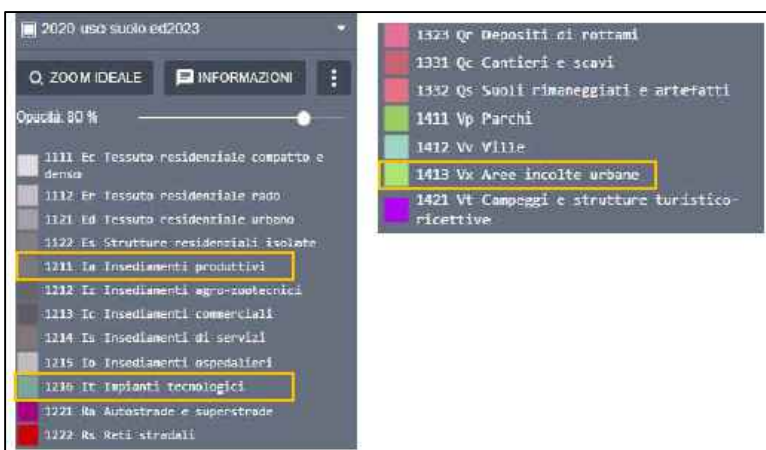 2020 uso suolo ed2023
ZOOM IDEALE
INFORMAZIONI
Opacità: 80 %
1111 Ec Tessuto residenziale compatto e
denso
1112 Er Tessuto residenziale rado
1121 Ed Tessuto residenziale urbano
1122 Es Strutture residenziali isolate
1211 Ia Insediamenti produttivi
1212 Iz Insediamenti agro-zootecnici
1213 Ic Insediamenti commerciali
1214 Is Insediamenti di servizi
1215 Io Insediamenti ospedalieri
1216 It Impianti tecnologici
1221 Ra Autostrade e superstrade
1222 Rs Reti stradali
1323 Qr Depositi di rottami
1331 Qc Cantieri e scavi
1332 Qs Suoli rimaneggiati e artefatti
1411 Vp Parchi
1412 Vv Ville
1413 Vx Aree incolte urbane
1421 Vt Campeggi e strutture turistico-
ricettive